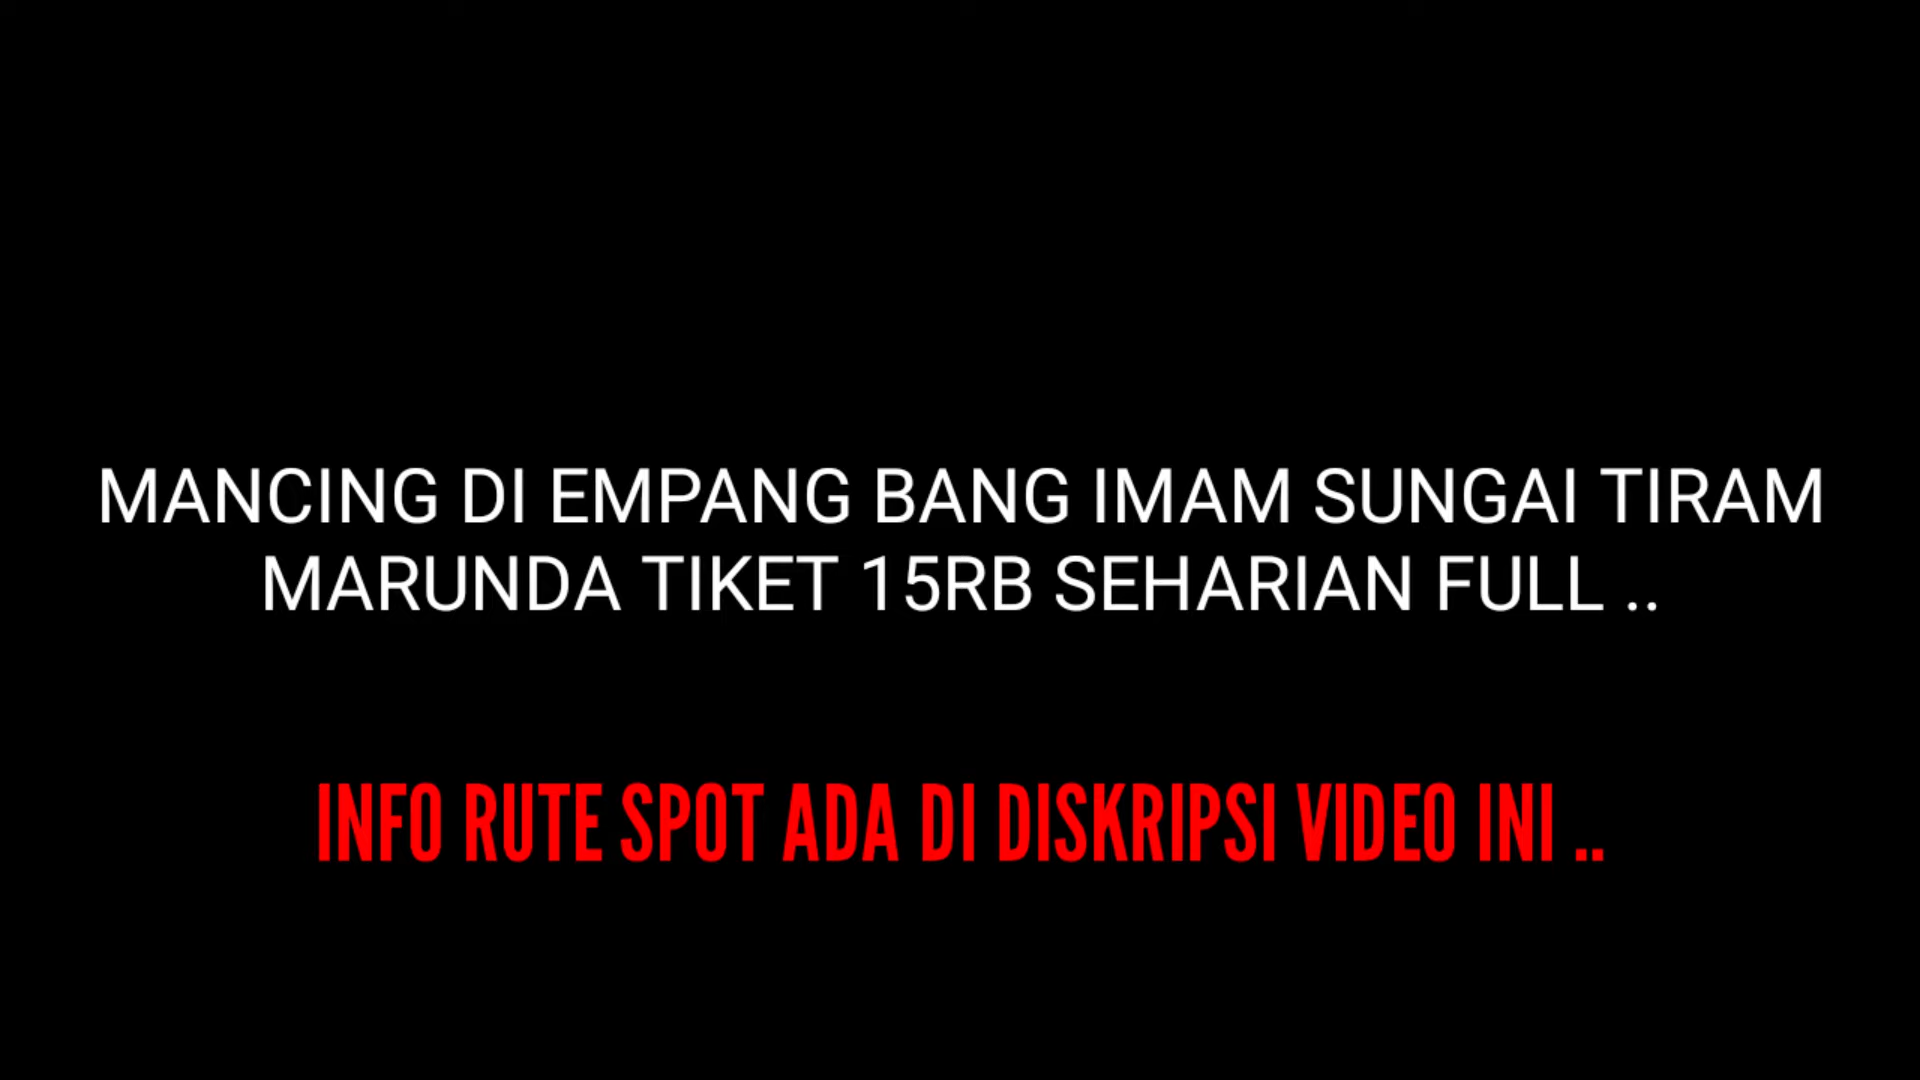 MANCING DI EMPANG BANG IMAM SUNGAI TIRAM
MARUNDA TIKET 15RB SEHARIAN FULL ..
INFO RUTE SPOT ADA DI DISKRIPSI VIDEO INI ..